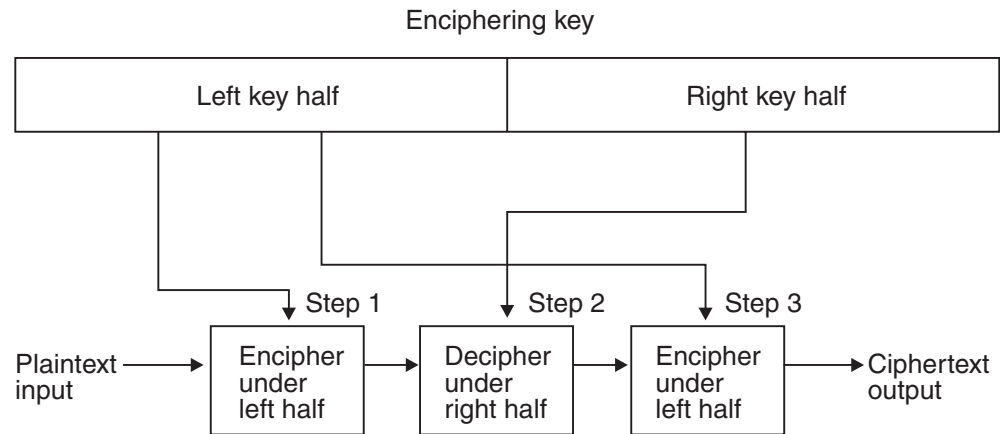 Enciphering key
Left key half
Right key half
Step 1
Step 2
Step 3
Plaintext
input
Encipher
under
left half
Decipher
under
right half
Encipher
under
left half
Ciphertext
output